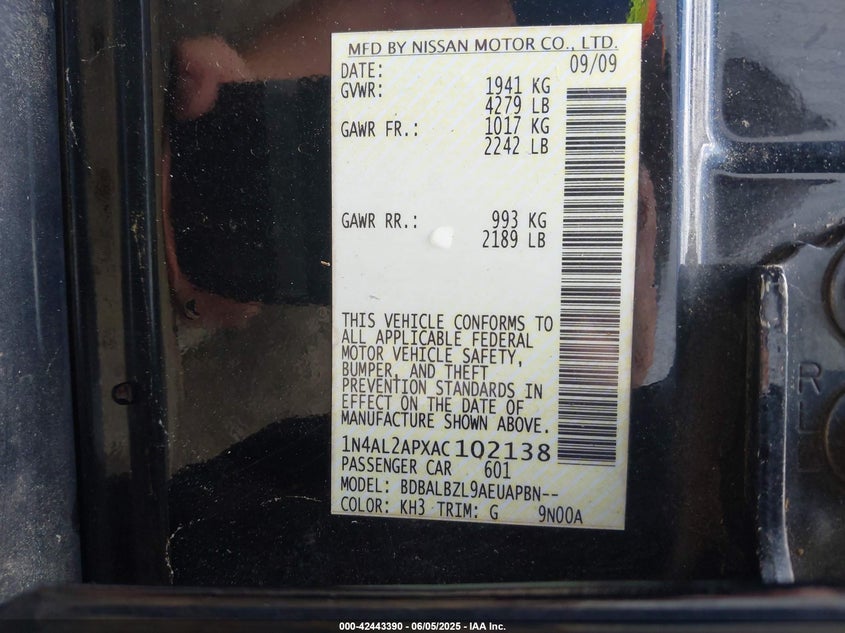 MFD BY NISSAN MOTOR CO., LTD.
DATE: 09/09
GVWR: 1941 KG
4279 LB
GAWR FR.: 1017 KG
2242 LB
GAWR RR.: 993 KG
2189 LB
THIS VEHICLE CONFORMS TO
ALL APPLICABLE FEDERAL
MOTOR VEHICLE SAFETY,
BUMPER, AND THEFT
PREVENTION STANDARDS IN
EFFECT ON THE DATE OF
MANUFACTURE SHOWN ABOVE.
1N4AL2APXAC102138
PASSENGER CAR 601
MODEL: BDBALBZL9AEUAPBN--
COLOR: KH3 TRIM: G 9N00A
000-42443390 - 06/05/2025 - IAA Inc.